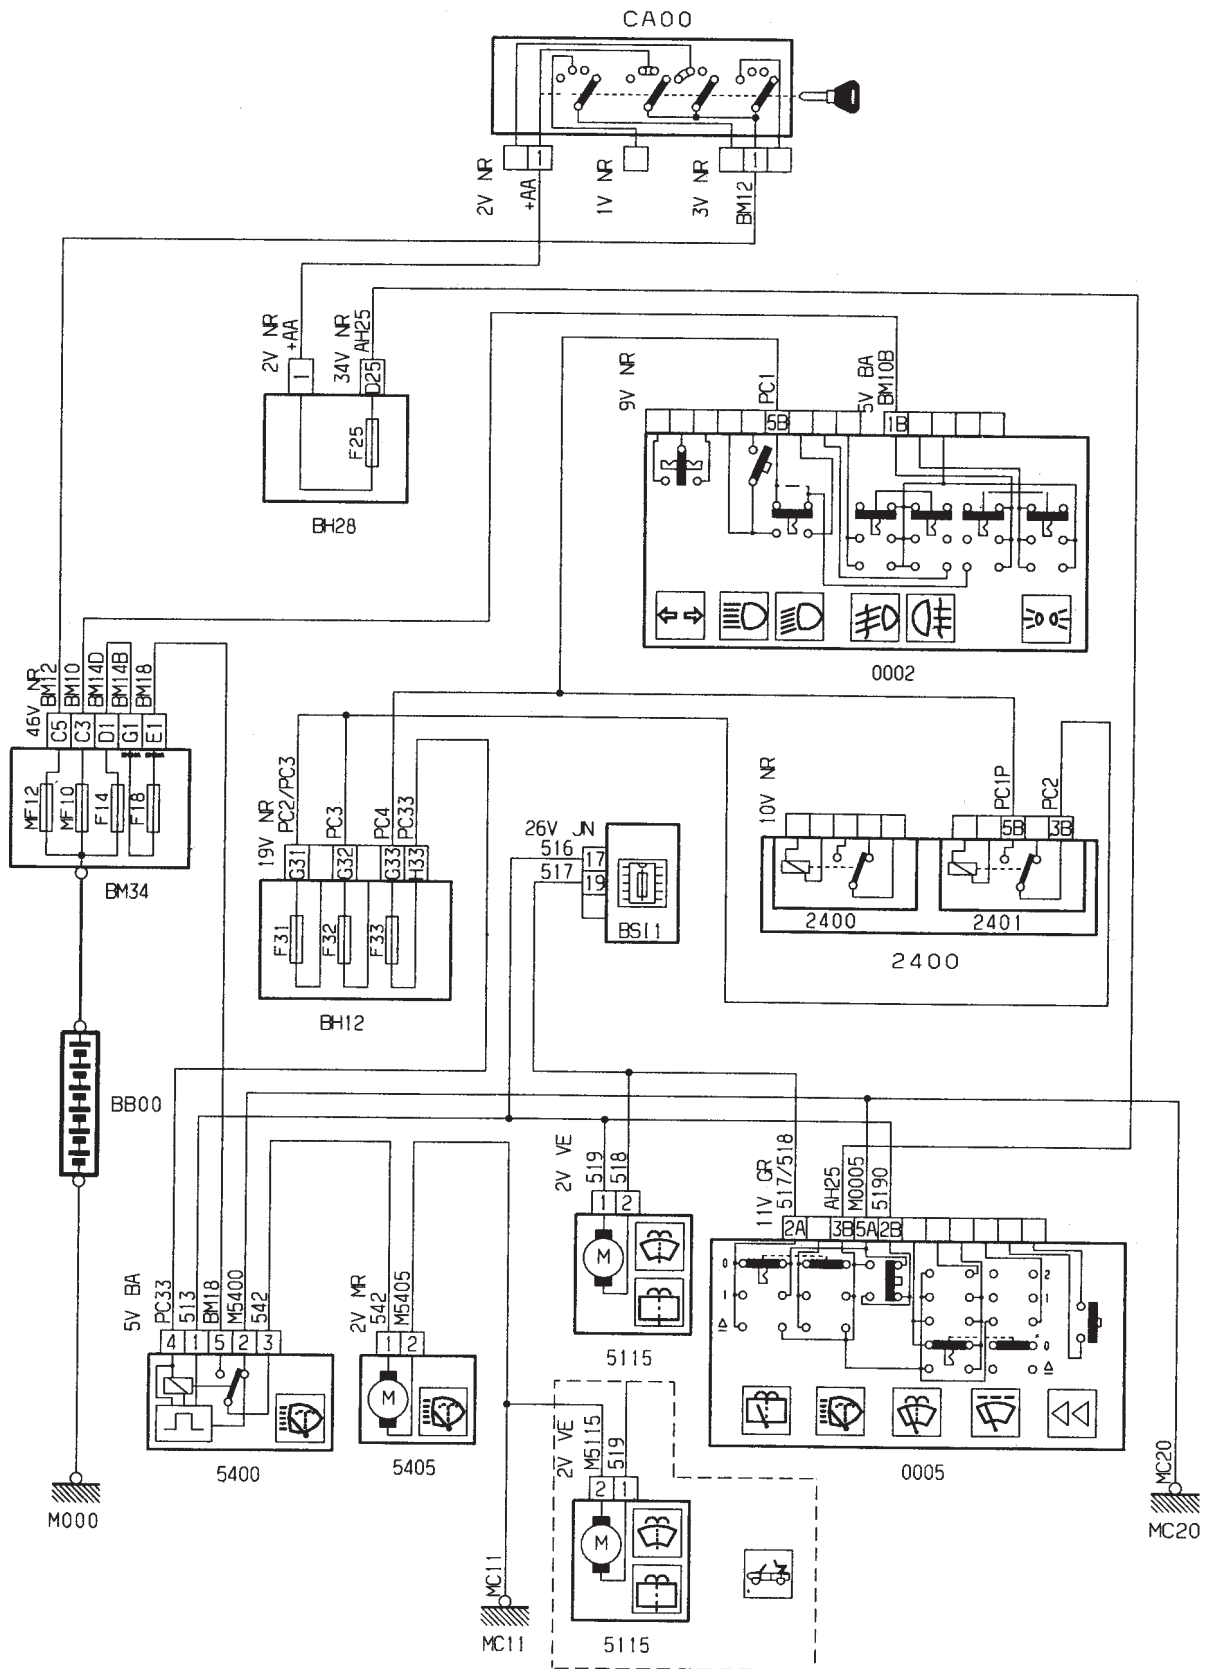 CA00
1
1
2V NR
+AA
1V NR
3V NR
BM12
2V NR
+AA
34V NR
AH25
9V NR
PC1
5V BA
BM10B
1
D25
5B
1B
F25
BH28
0002
46V NR
BM12
BM10
BM14D
BM14B
BM18
C5
C3
D1
G1
E1
MF12
MF10
F14
F18
BM34
19V NR
PC2/PC3
PC3
PC4
PC33
G31
G32
G33
H33
F31
F32
F33
BH12
26V JN
516
17
517
19
BSI1
10V NR
PC1P
PC2
5B
3B
2400
2401
2400
BB00
2V VE
519
518
1
2
M
5115
11V GR
517/518
AH25
M0005
5190
2A
3B
5A
2B
0
1
2
1
0
0005
5V BA
PC33
513
BM18
M5400
542
4
1
5
2
3
5400
2V MR
542
M5405
1
2
M
5405
2V VE
M5115
519
2
1
M
5115
M000
MC11
MC11
MC20
MC20